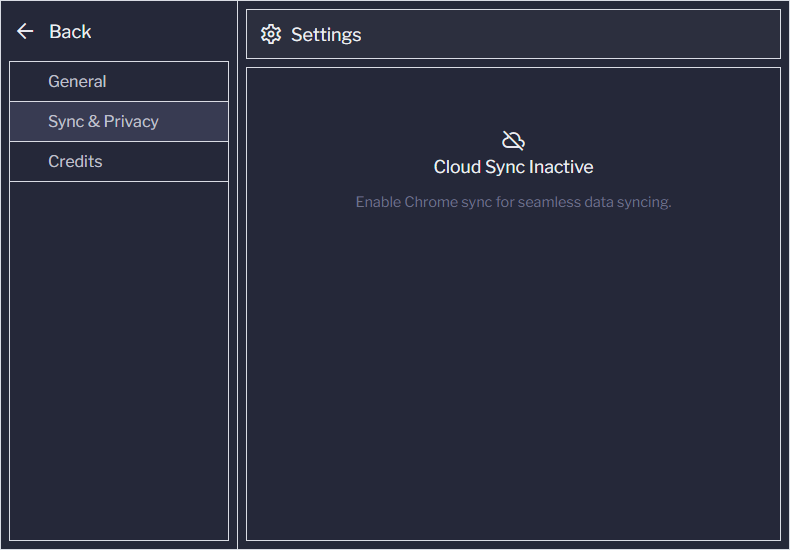 Back
General
Sync & Privacy
Credits
Settings
Cloud Sync Inactive
Enable Chrome sync for seamless data syncing.